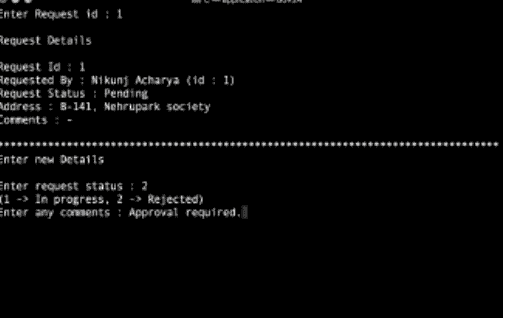 Enter Request id : 1
Request Details
Request Id : 1
Requested By : Nikunj Acharya (id : 1)
Request Status : Pending
Address : B-141, Nehrupark society
Comments : -
********************************************************************************
Enter new Details
Enter request status : 2
(1 -> In progress, 2 -> Rejected)
Enter any comments : Approval required.